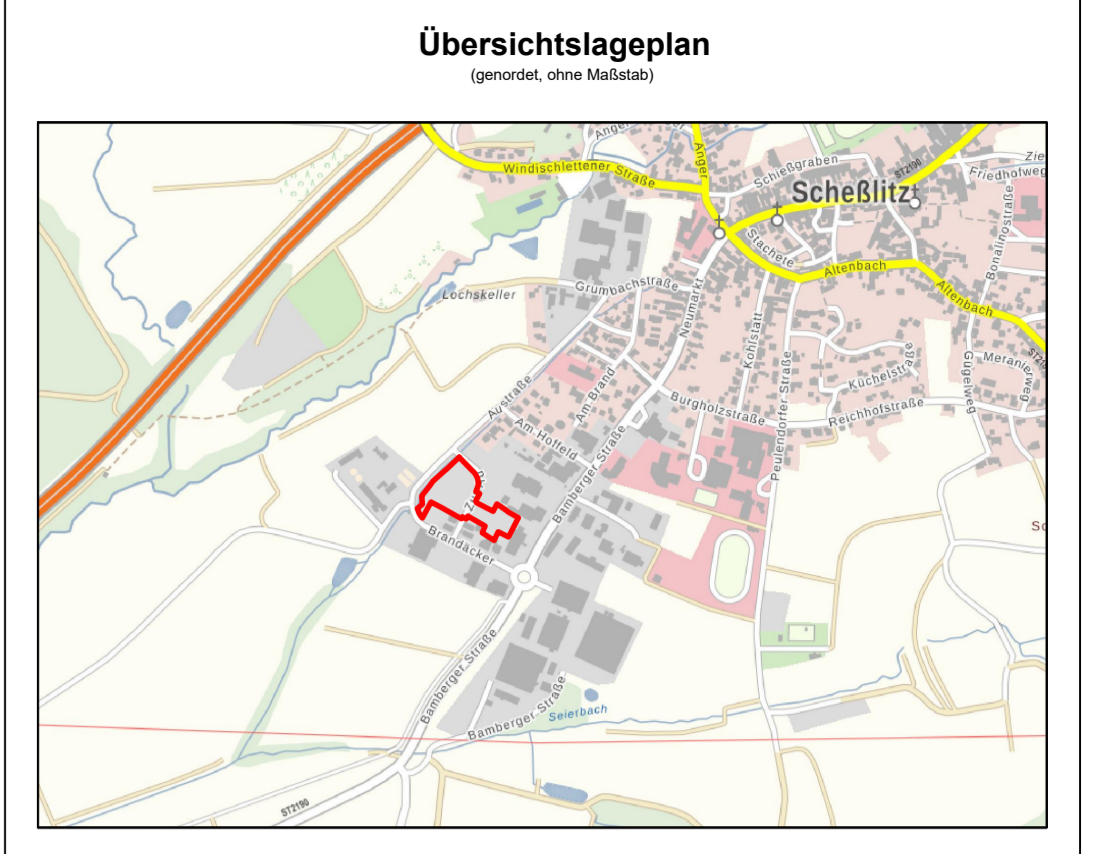 Übersichtslageplan
(genordet, ohne Maßstab)
Anger
Windischlettener Straße
Anger
Schießgraben
ST2190
Zie
Friedhofweg
Scheßlitz
Stachete
Bonalinostraße
Altenbach
Altenbach
Grumbachstraße
Lochskeller
Neumarkt
Kohlstatt
Gügelweg
Meranierweg
Küchelstraße
Austraße
Am Brand
Burgholzstraße
Reichhofstraße
Peulendorfer Straße
Am Hoffeld
Bamberger Straße
Brandäcker
Bamberger Straße
Bamberger Straße
Seierbach
ST2190